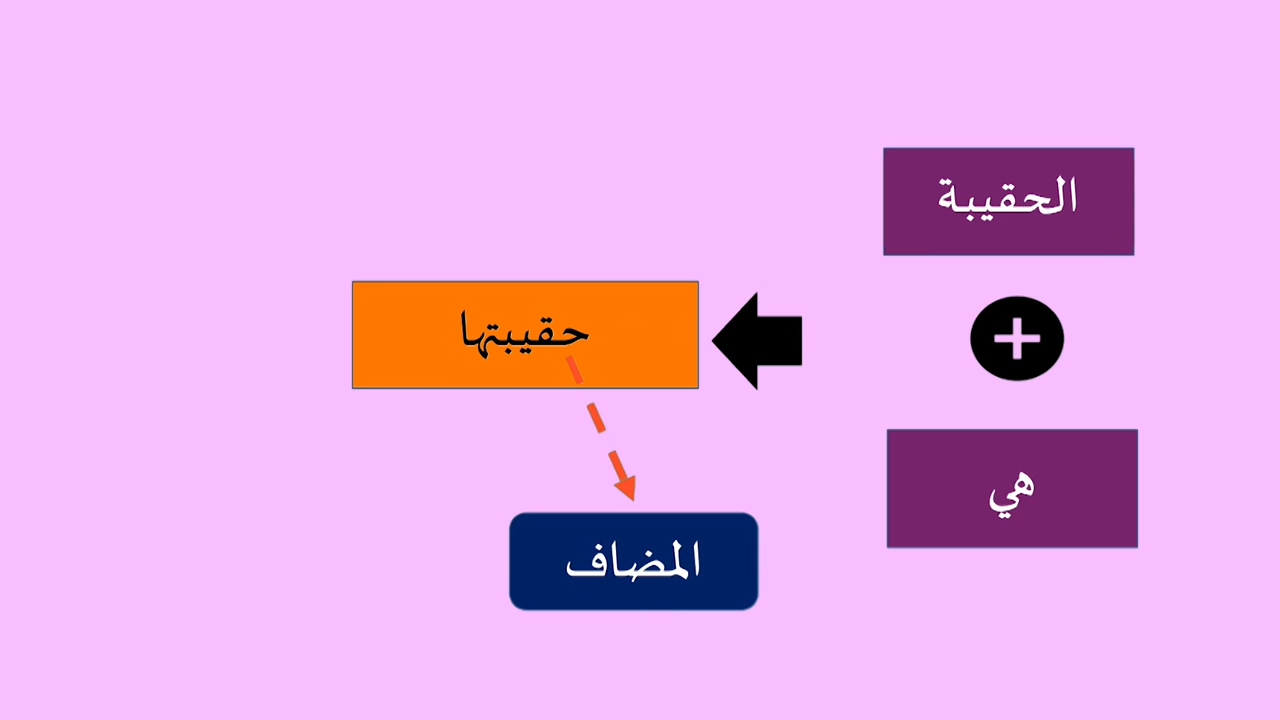 الحقيبة
+
هي
حقيبتها
المضاف